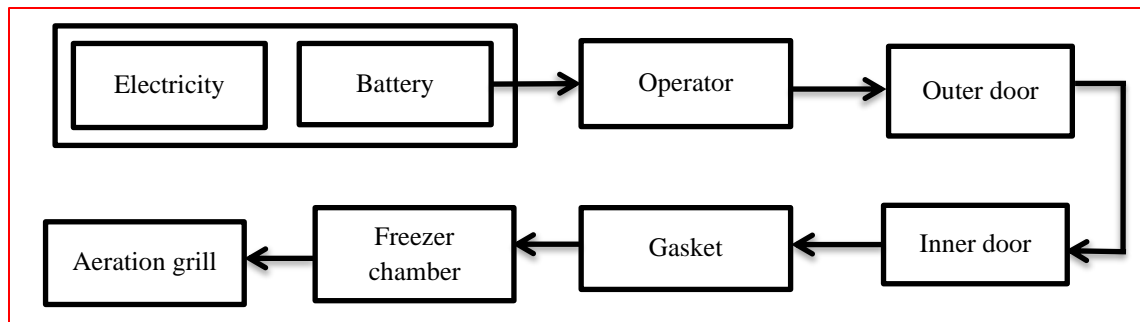 Electricity
Battery
Operator
Outer door
Inner door
Gasket
Freezer
chamber
Aeration grill